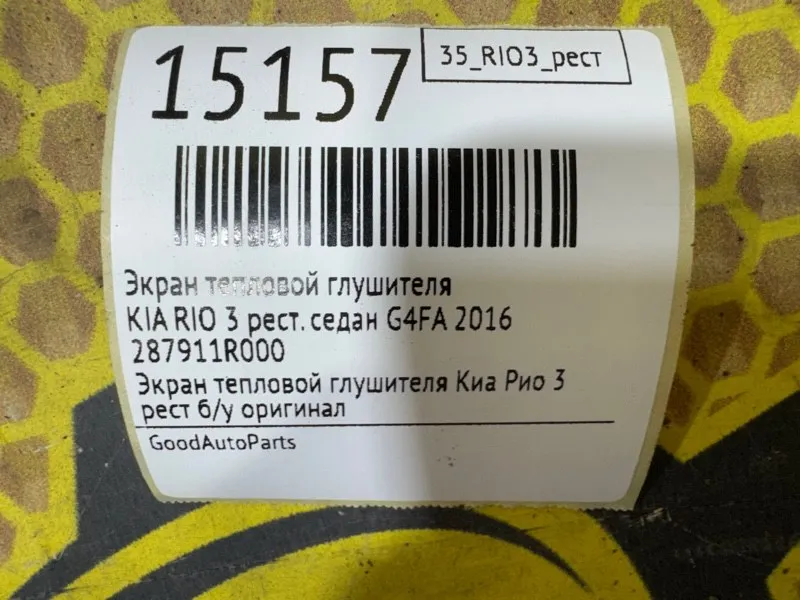 15157
35_RIO3_рест
Экран тепловой глушителя
KIA RIO 3 рест. седан G4FA 2016
287911R000
Экран тепловой глушителя Киа Рио 3
рест б/у оригинал
GoodAutoParts